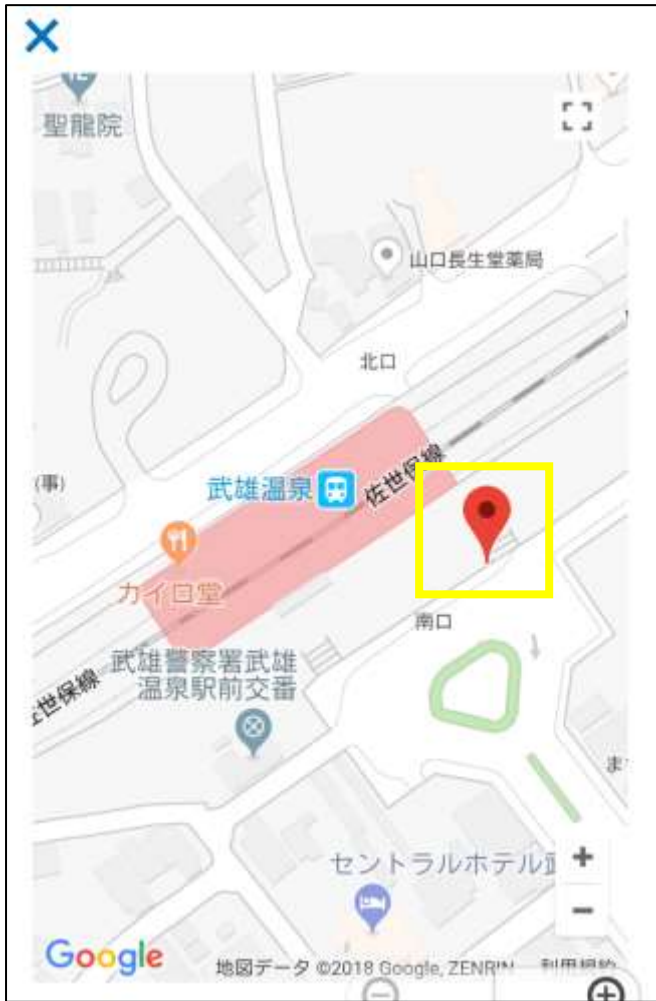 聖龍院
山口長生堂薬局
北口
(事)
武雄温泉
佐世保線
カイロ堂
南口
武雄警察署武雄
温泉駅前交番
世保線
ま
セントラルホテル武
Google
地図データ ©2018 Google, ZENRIN
利用規約